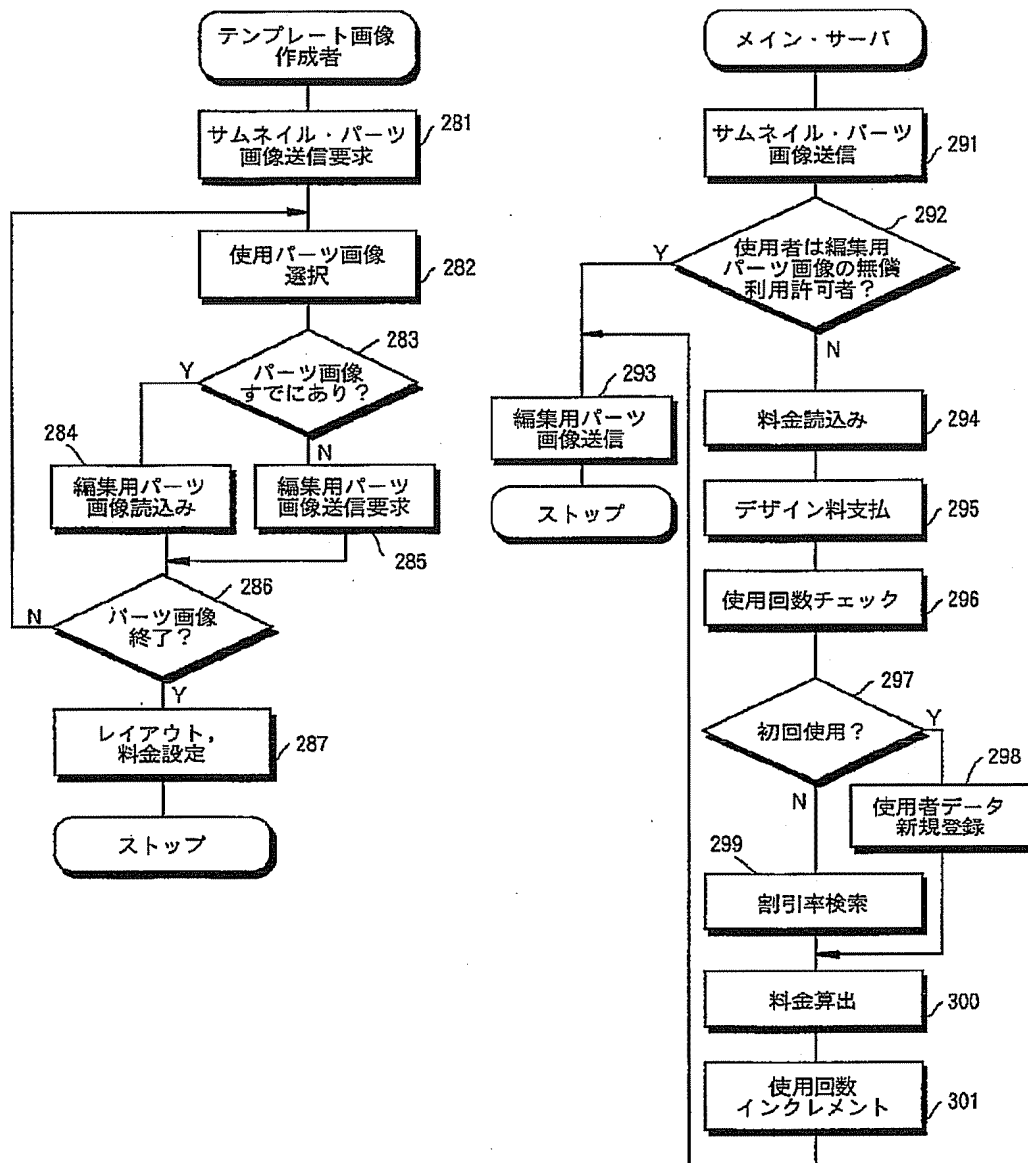 テンプレート画像
作成者
サムネイル・パーツ
画像送信要求
281
使用パーツ画像
選択
282
283
パーツ画像
すでにあり?
Y
N
284
編集用パーツ
画像読込み
編集用パーツ
画像送信要求
285
286
パーツ画像
終了?
N
Y
レイアウト,
料金設定
287
ストップ
メイン・サーバ
サムネイル・パーツ
画像送信
291
292
使用者は編集用
パーツ画像の無償
利用許可者?
Y
N
293
編集用パーツ
画像送信
ストップ
料金読込み
294
デザイン料支払
295
使用回数チェック
296
297
初回使用?
Y
N
298
使用者データ
新規登録
299
割引率検索
料金算出
300
使用回数
インクレメント
301